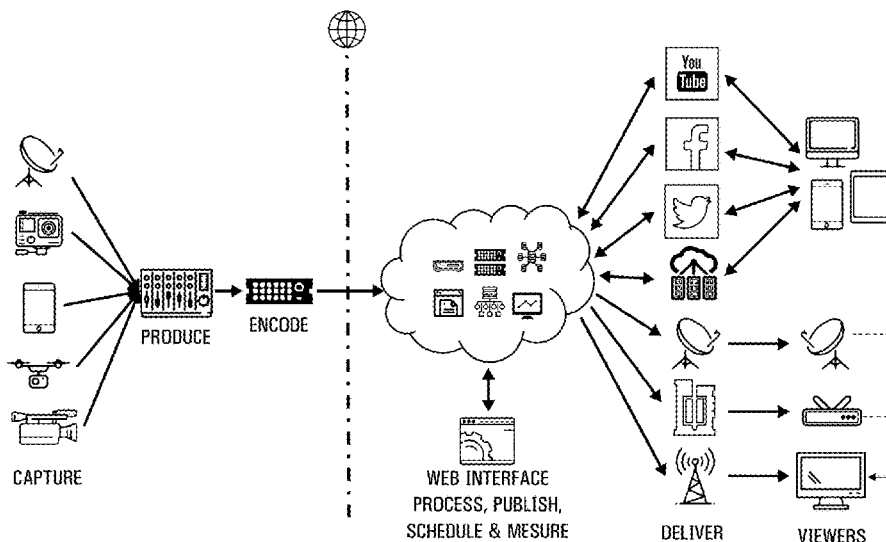 You
Tube
PRODUCE
ENCODE
CAPTURE
WEB INTERFACE
PROCESS, PUBLISH,
SCHEDULE & MESURE
DELIVER
VIEWERS